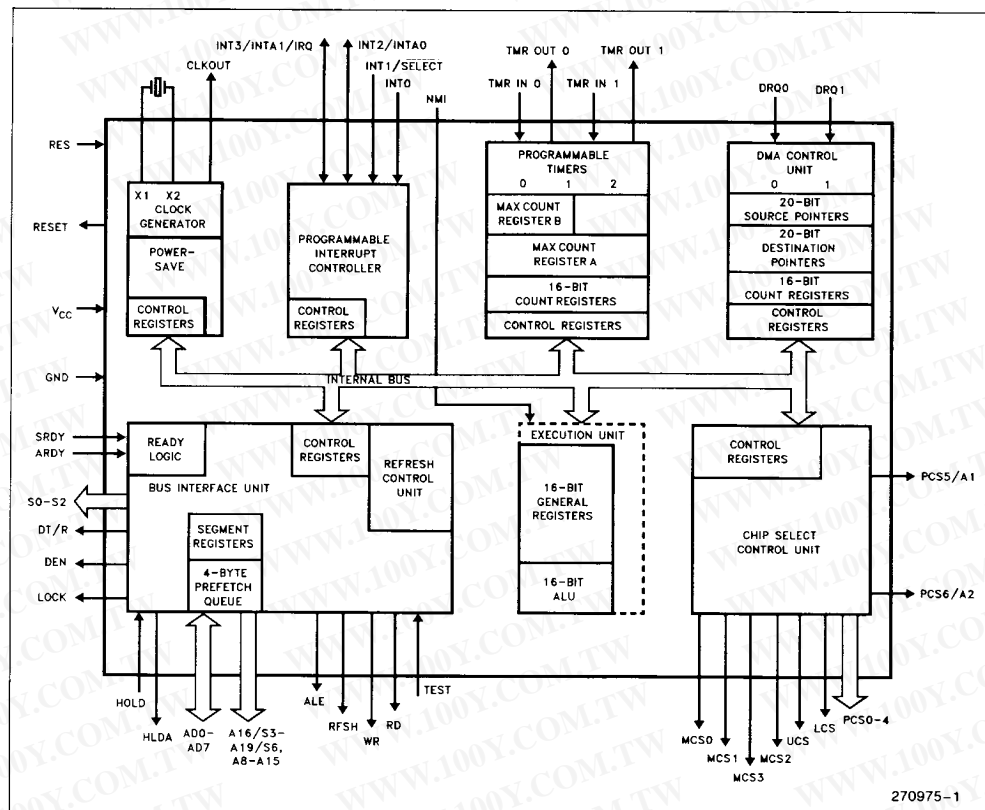 INT3/INTA1/IRQ
INT2/INTA0
TMR OUT 0
TMR OUT 1
CLKOUT
INT1/SELECT
INT0
TMR IN 0
TMR IN 1
NMI
DRQ0
DRQ1
RES
RESET
VCC
GND
SRDY
ARDY
S0-S2
DT/R
DEN
LOCK
X1 X2
CLOCK
GENERATOR
POWER-
SAVE
CONTROL
REGISTERS
PROGRAMMABLE
INTERRUPT
CONTROLLER
CONTROL
REGISTERS
PROGRAMMABLE
TIMERS
0 1 2
MAX COUNT
REGISTER B
MAX COUNT
REGISTER A
16-BIT
COUNT REGISTERS
CONTROL REGISTERS
DMA CONTROL
UNIT
0 1
20-BIT
SOURCE POINTERS
20-BIT
DESTINATION
POINTERS
16-BIT
COUNT REGISTERS
CONTROL
REGISTERS
INTERNAL BUS
READY
LOGIC
BUS INTERFACE UNIT
CONTROL
REGISTERS
REFRESH
CONTROL
UNIT
SEGMENT
REGISTERS
4-BYTE
PREFETCH
QUEUE
EXECUTION UNIT
16-BIT
GENERAL
REGISTERS
16-BIT
ALU
CONTROL
REGISTERS
CHIP SELECT
CONTROL UNIT
PCS5/A1
PCS6/A2
HOLD
HLDA
AD0-
AD7
A16/S3-
A19/S6,
A8-A15
ALE
RFSH
WR
RD
TEST
MCS0
MCS1
MCS3
MCS2
UCS
LCS
PCS0-4
270975-1
WWW.100Y.COM.TW